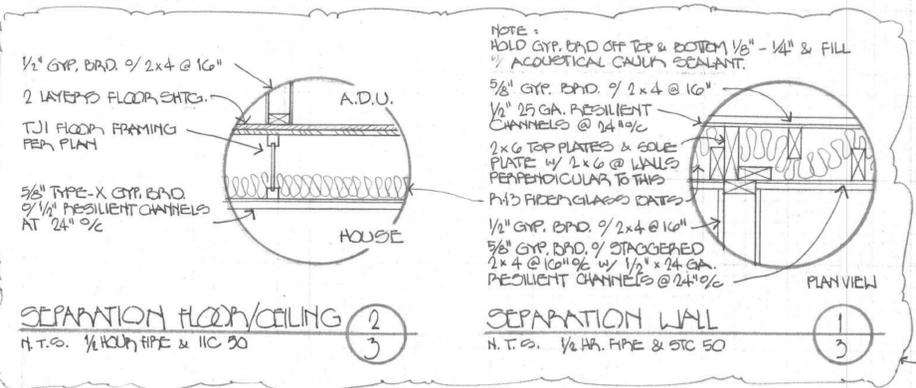 1/2" GYP. BRD. O/ 2x4 @ 16"
2 LAYERS FLOOR SHTG.
TJI FLOOR FRAMING
PER PLAN
5/8" TYPE-X GYP. BRD.
O/ 1/2" RESILIENT CHANNELS
AT 24" O/C
A.D.U.
HOUSE
SEPARATION FLOOR/CEILING
N.T.S. 1/2 HOUR FIRE & IIC 50
2
3
NOTE:
HOLD GYP. BRD OFF TOP & BOTTOM 1/8" - 1/4" & FILL
W/ ACOUSTICAL CAULK SEALANT.
5/8" GYP. BRD. O/ 2x4 @ 16"
1/2" 25 GA. RESILIENT
CHANNELS @ 24" O/C
2x6 TOP PLATES & SOLE
PLATE W/ 2x6 @ WALLS
PERPENDICULAR TO THIS
R-13 FIBERGLASS BATTS
1/2" GYP. BRD. O/ 2x4 @ 16"
5/8" GYP. BRD. O/ STAGGERED
2x4 @ 16" O/C W/ 1/2" x 24 GA.
RESILIENT CHANNELS @ 24" O/C
PLAN VIEW
SEPARATION WALL
N.T.S. 1/2 HR. FIRE & STC 50
1
3